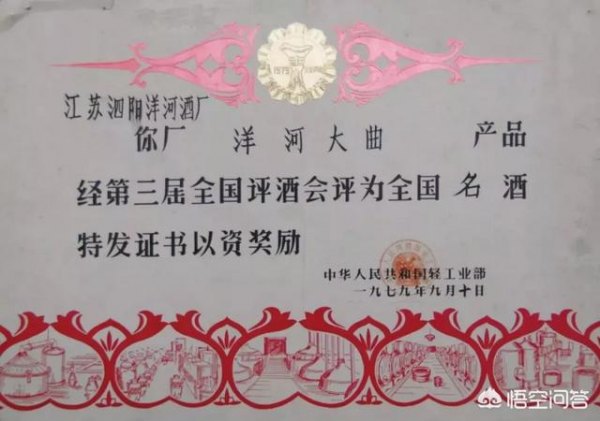 江苏泗阳洋河酒厂
你厂 洋河大曲 产品
经第三届全国评酒会评为全国名酒
特发证书以资奖励
中华人民共和国轻工业部
一九七九年九月十日
悟空问答